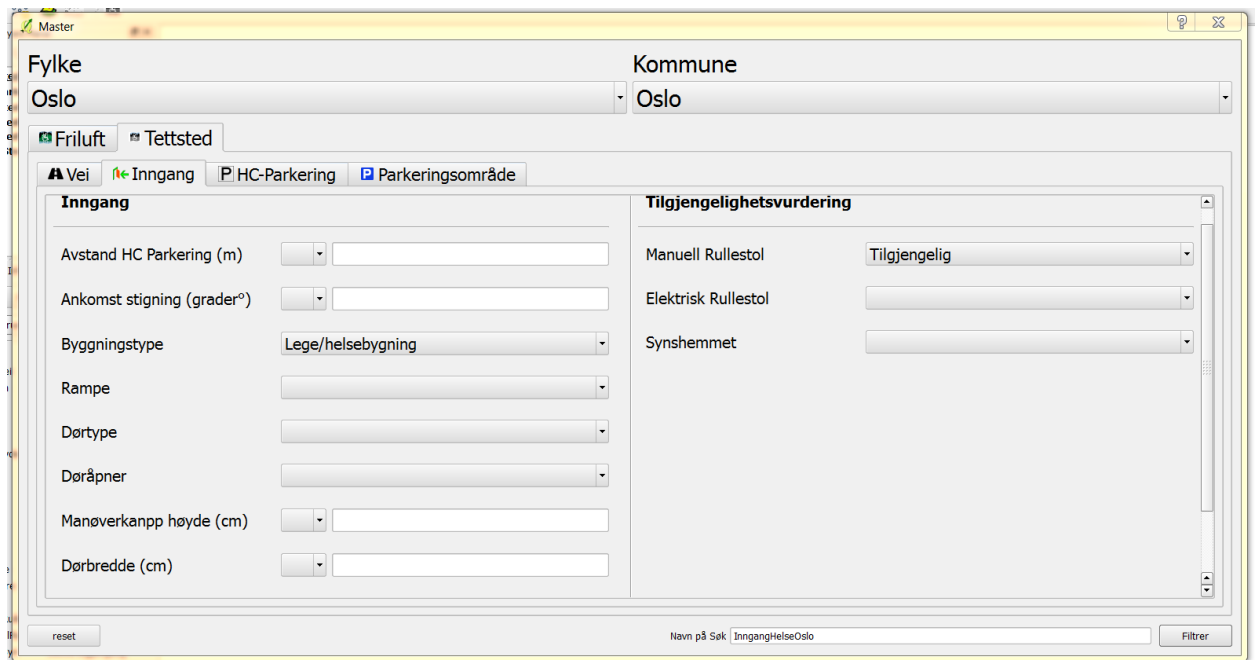 Master
Fylke Kommune
Oslo Oslo
Friluft Tettsted
Vei Inngang P HC-Parkering P Parkeringsområde
Inngang Tilgjengelighetsvurdering
Avstand HC Parkering (m) Manuell Rullestol Tilgjengelig
Ankomst stigning (grader°) Elektrisk Rullestol
Byggningstype Lege/helsebygning Synshemmet
Rampe
Dørtype
Døråpner
Manøverkanpp høyde (cm)
Dørbredde (cm)
reset Navn på Søk InngangHelseOslo Filtrer